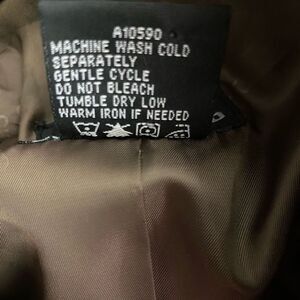 A10590
MACHINE WASH COLD
SEPARATELY
GENTLE CYCLE
DO NOT BLEACH
TUMBLE DRY LOW
WARM IRON IF NEEDED